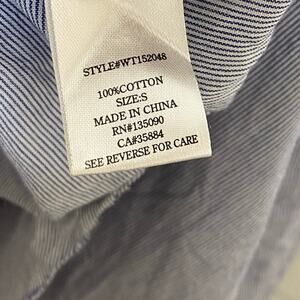 STYLE#WT152048
100%COTTON
SIZE:S
MADE IN CHINA
RN#135090
CA#35884
SEE REVERSE FOR CARE